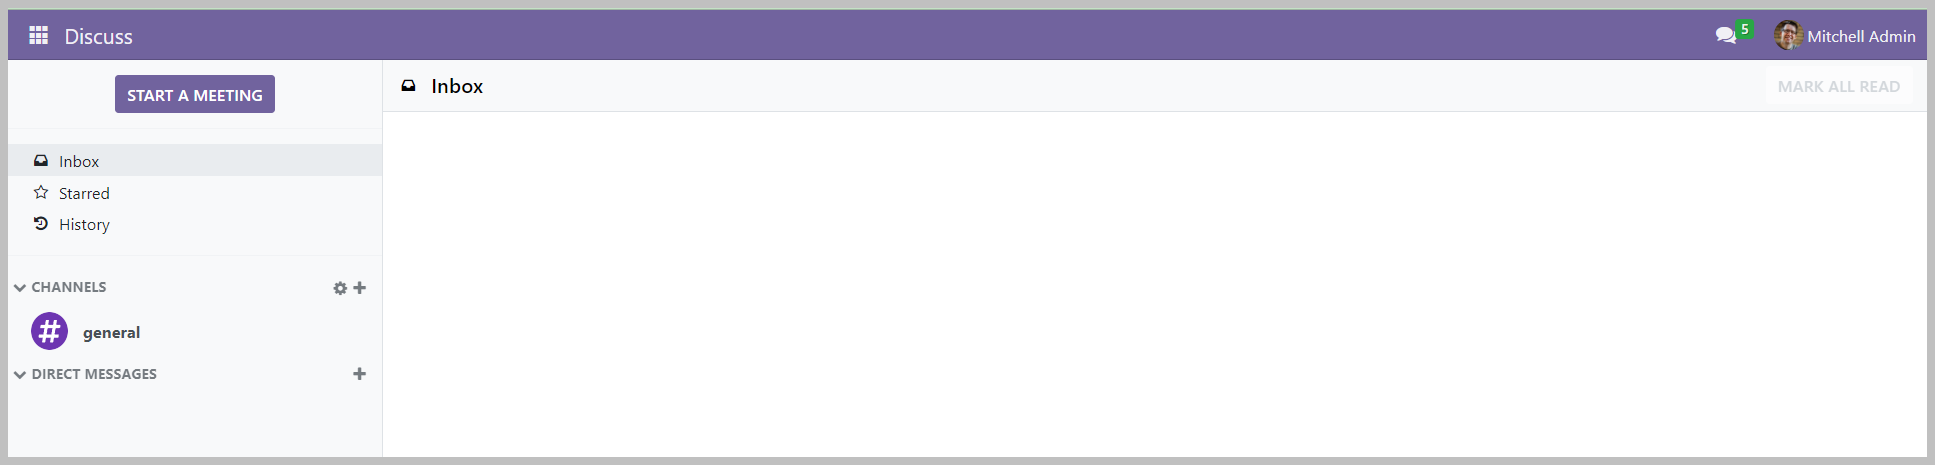 Discuss
5
Mitchell Admin
START A MEETING
Inbox
MARK ALL READ
Inbox
Starred
History
CHANNELS
general
DIRECT MESSAGES